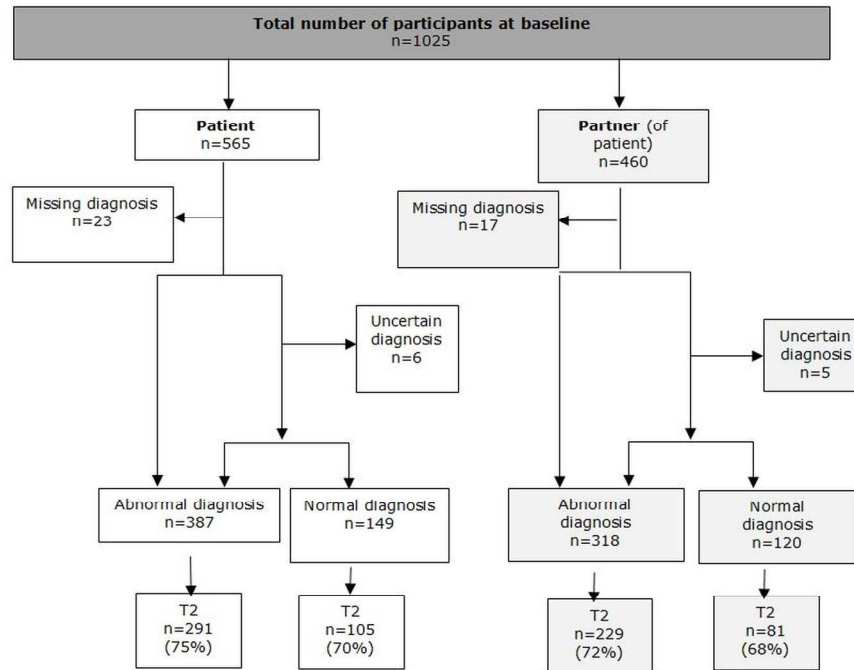 Total number of participants at baseline
n=1025
Patient
n=565
Partner (of
patient)
n=460
Missing diagnosis
n=23
Missing diagnosis
n=17
Uncertain
diagnosis
n=6
Uncertain
diagnosis
n=5
Abnormal diagnosis
n=387
Normal diagnosis
n=149
Abnormal
diagnosis
n=318
Normal
diagnosis
n=120
T2
n=291
(75%)
T2
n=105
(70%)
T2
n=229
(72%)
T2
n=81
(68%)